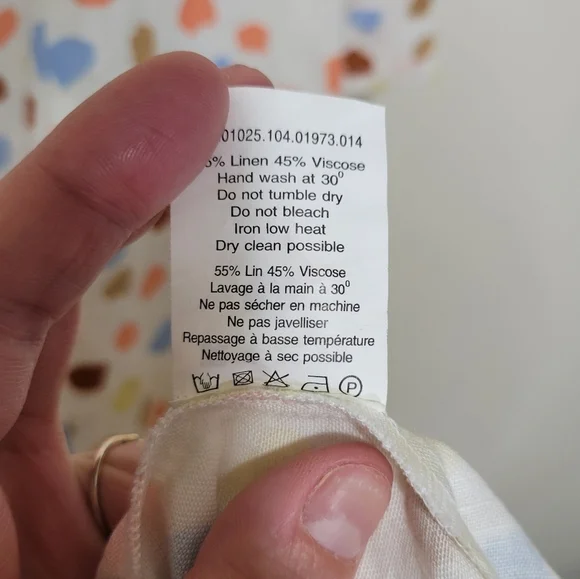 01025.104.01973.014
5% Linen 45% Viscose
Hand wash at 30⁰
Do not tumble dry
Do not bleach
Iron low heat
Dry clean possible
55% Lin 45% Viscose
Lavage à la main à 30⁰
Ne pas sécher en machine
Ne pas javelliser
Repassage à basse température
Nettoyage à sec possible
P